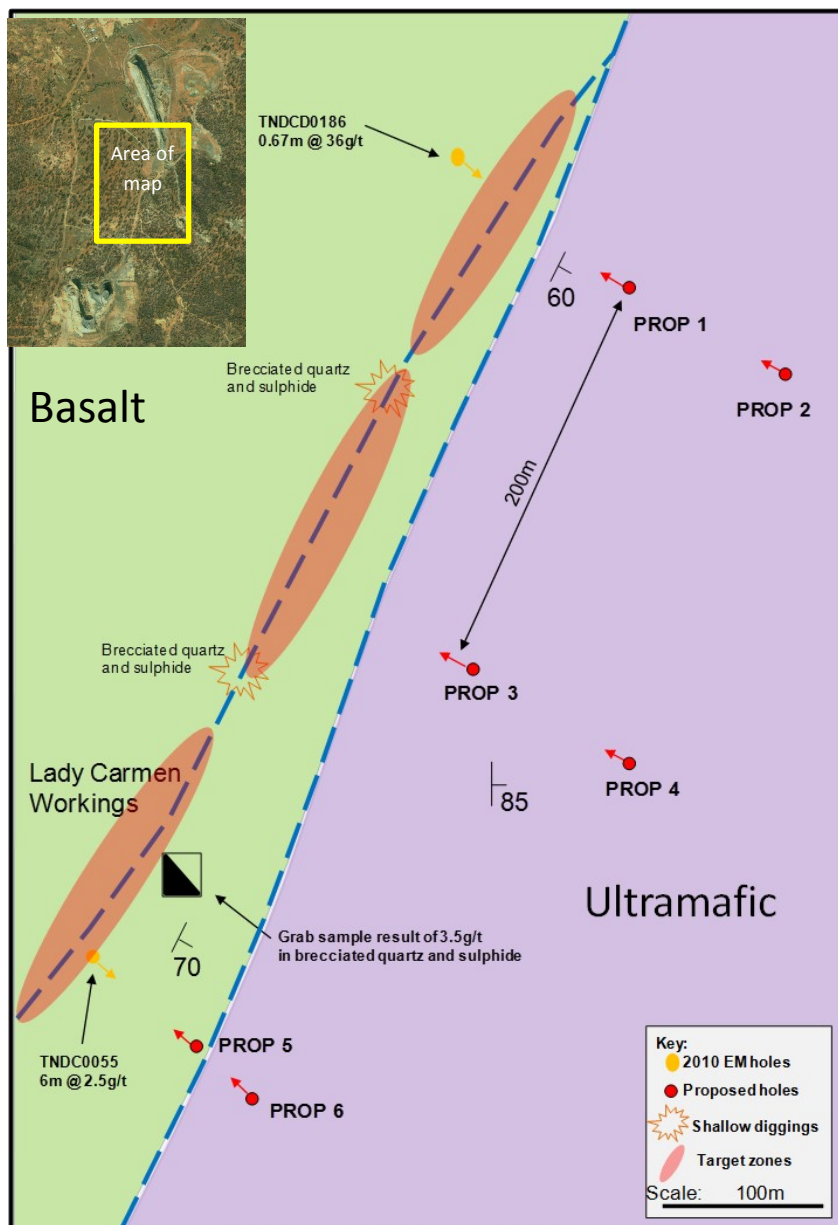 Area of
map
TNDCD0186
0.67m @ 36g/t
60
PROP 1
PROP 2
Brecciated quartz
and sulphide
Basalt
200m
Brecciated quartz
and sulphide
PROP 3
Lady Carmen
Workings
85
PROP 4
Ultramafic
Grab sample result of 3.5g/t
in brecciated quartz and sulphide
70
PROP 5
TNDC0055
6m @ 2.5g/t
PROP 6
Key:
2010 EM holes
Proposed holes
Shallow diggings
Target zones
Scale: 100m